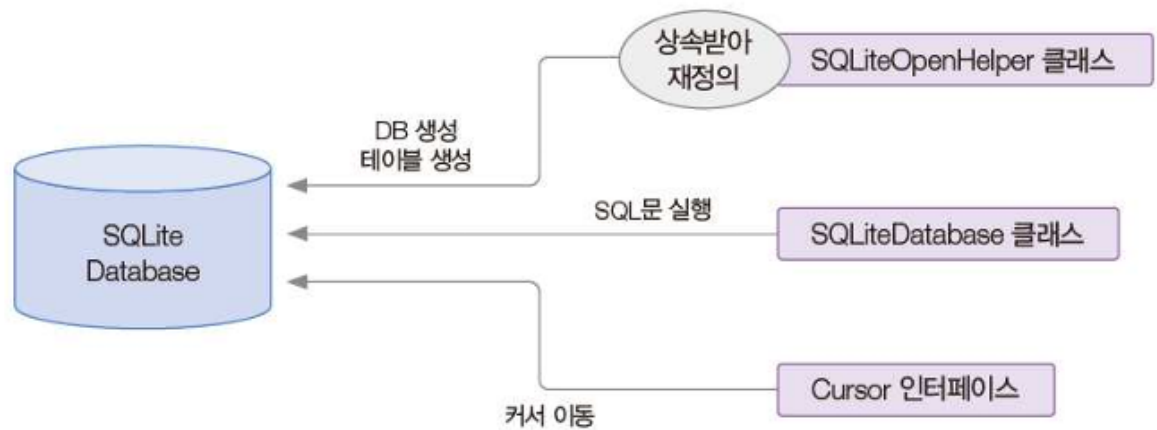 상속받아
재정의
SQLiteOpenHelper 클래스
DB 생성
테이블 생성
SQL문 실행
SQLiteDatabase 클래스
SQLite
Database
Cursor 인터페이스
커서 이동